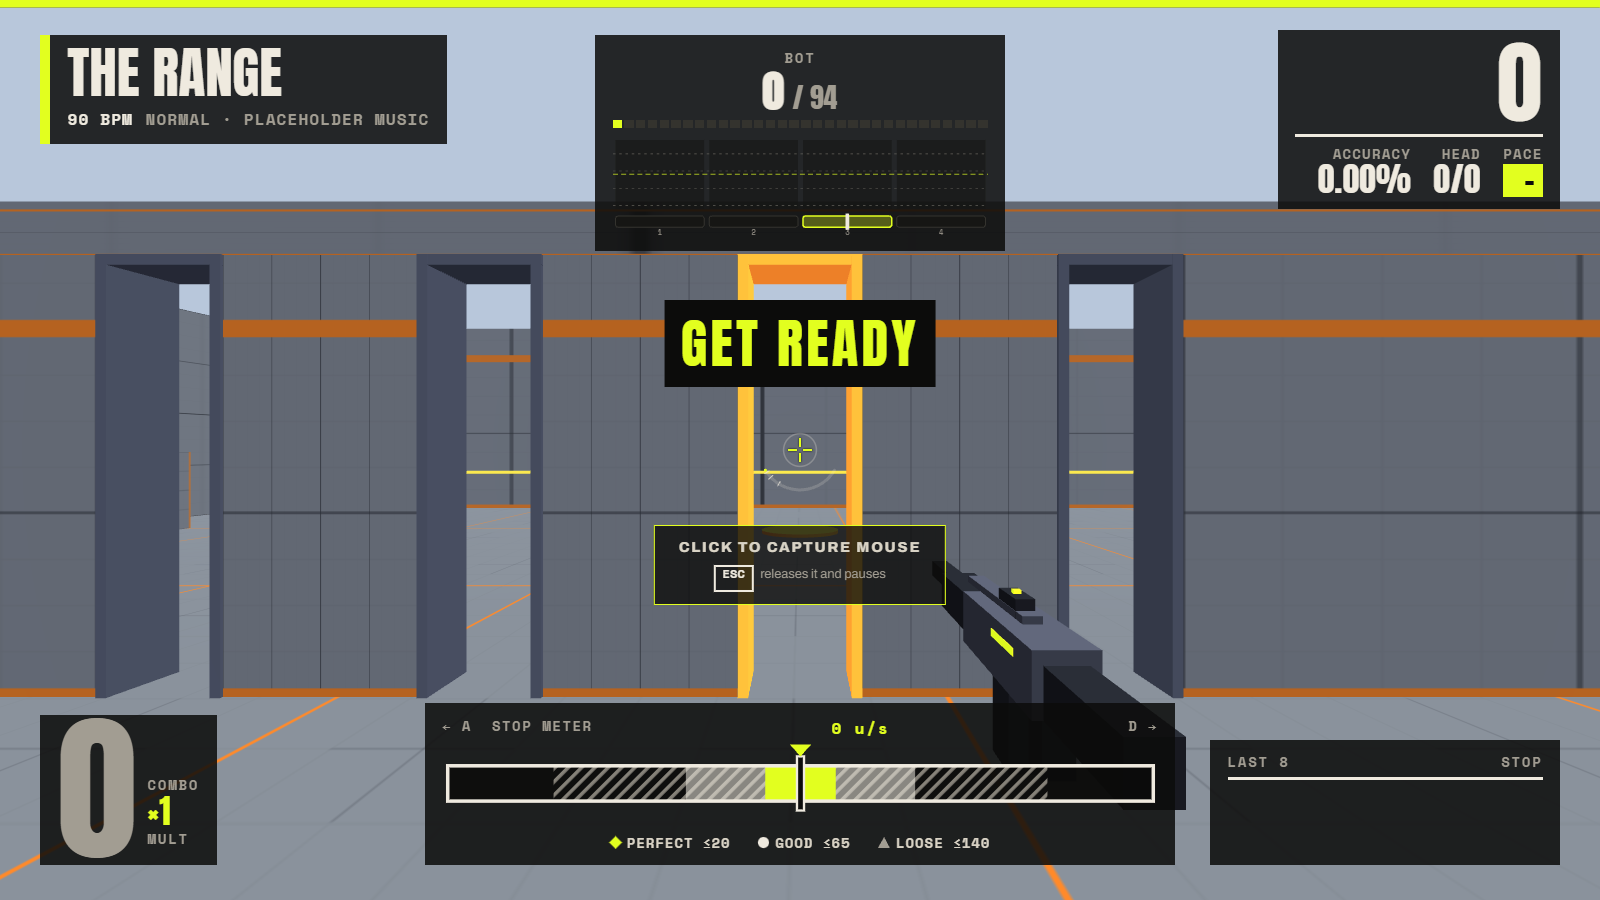 THE RANGE
90 BPM NORMAL · PLACEHOLDER MUSIC
BOT
0 / 94
1 2 3 4
0
ACCURACY HEAD PACE
0.00% 0/0 -
GET READY
CLICK TO CAPTURE MOUSE
ESC releases it and pauses
0 COMBO
×1
MULT
← A STOP METER 0 u/s D →
PERFECT ≤20 GOOD ≤65 LOOSE ≤140
LAST 8 STOP